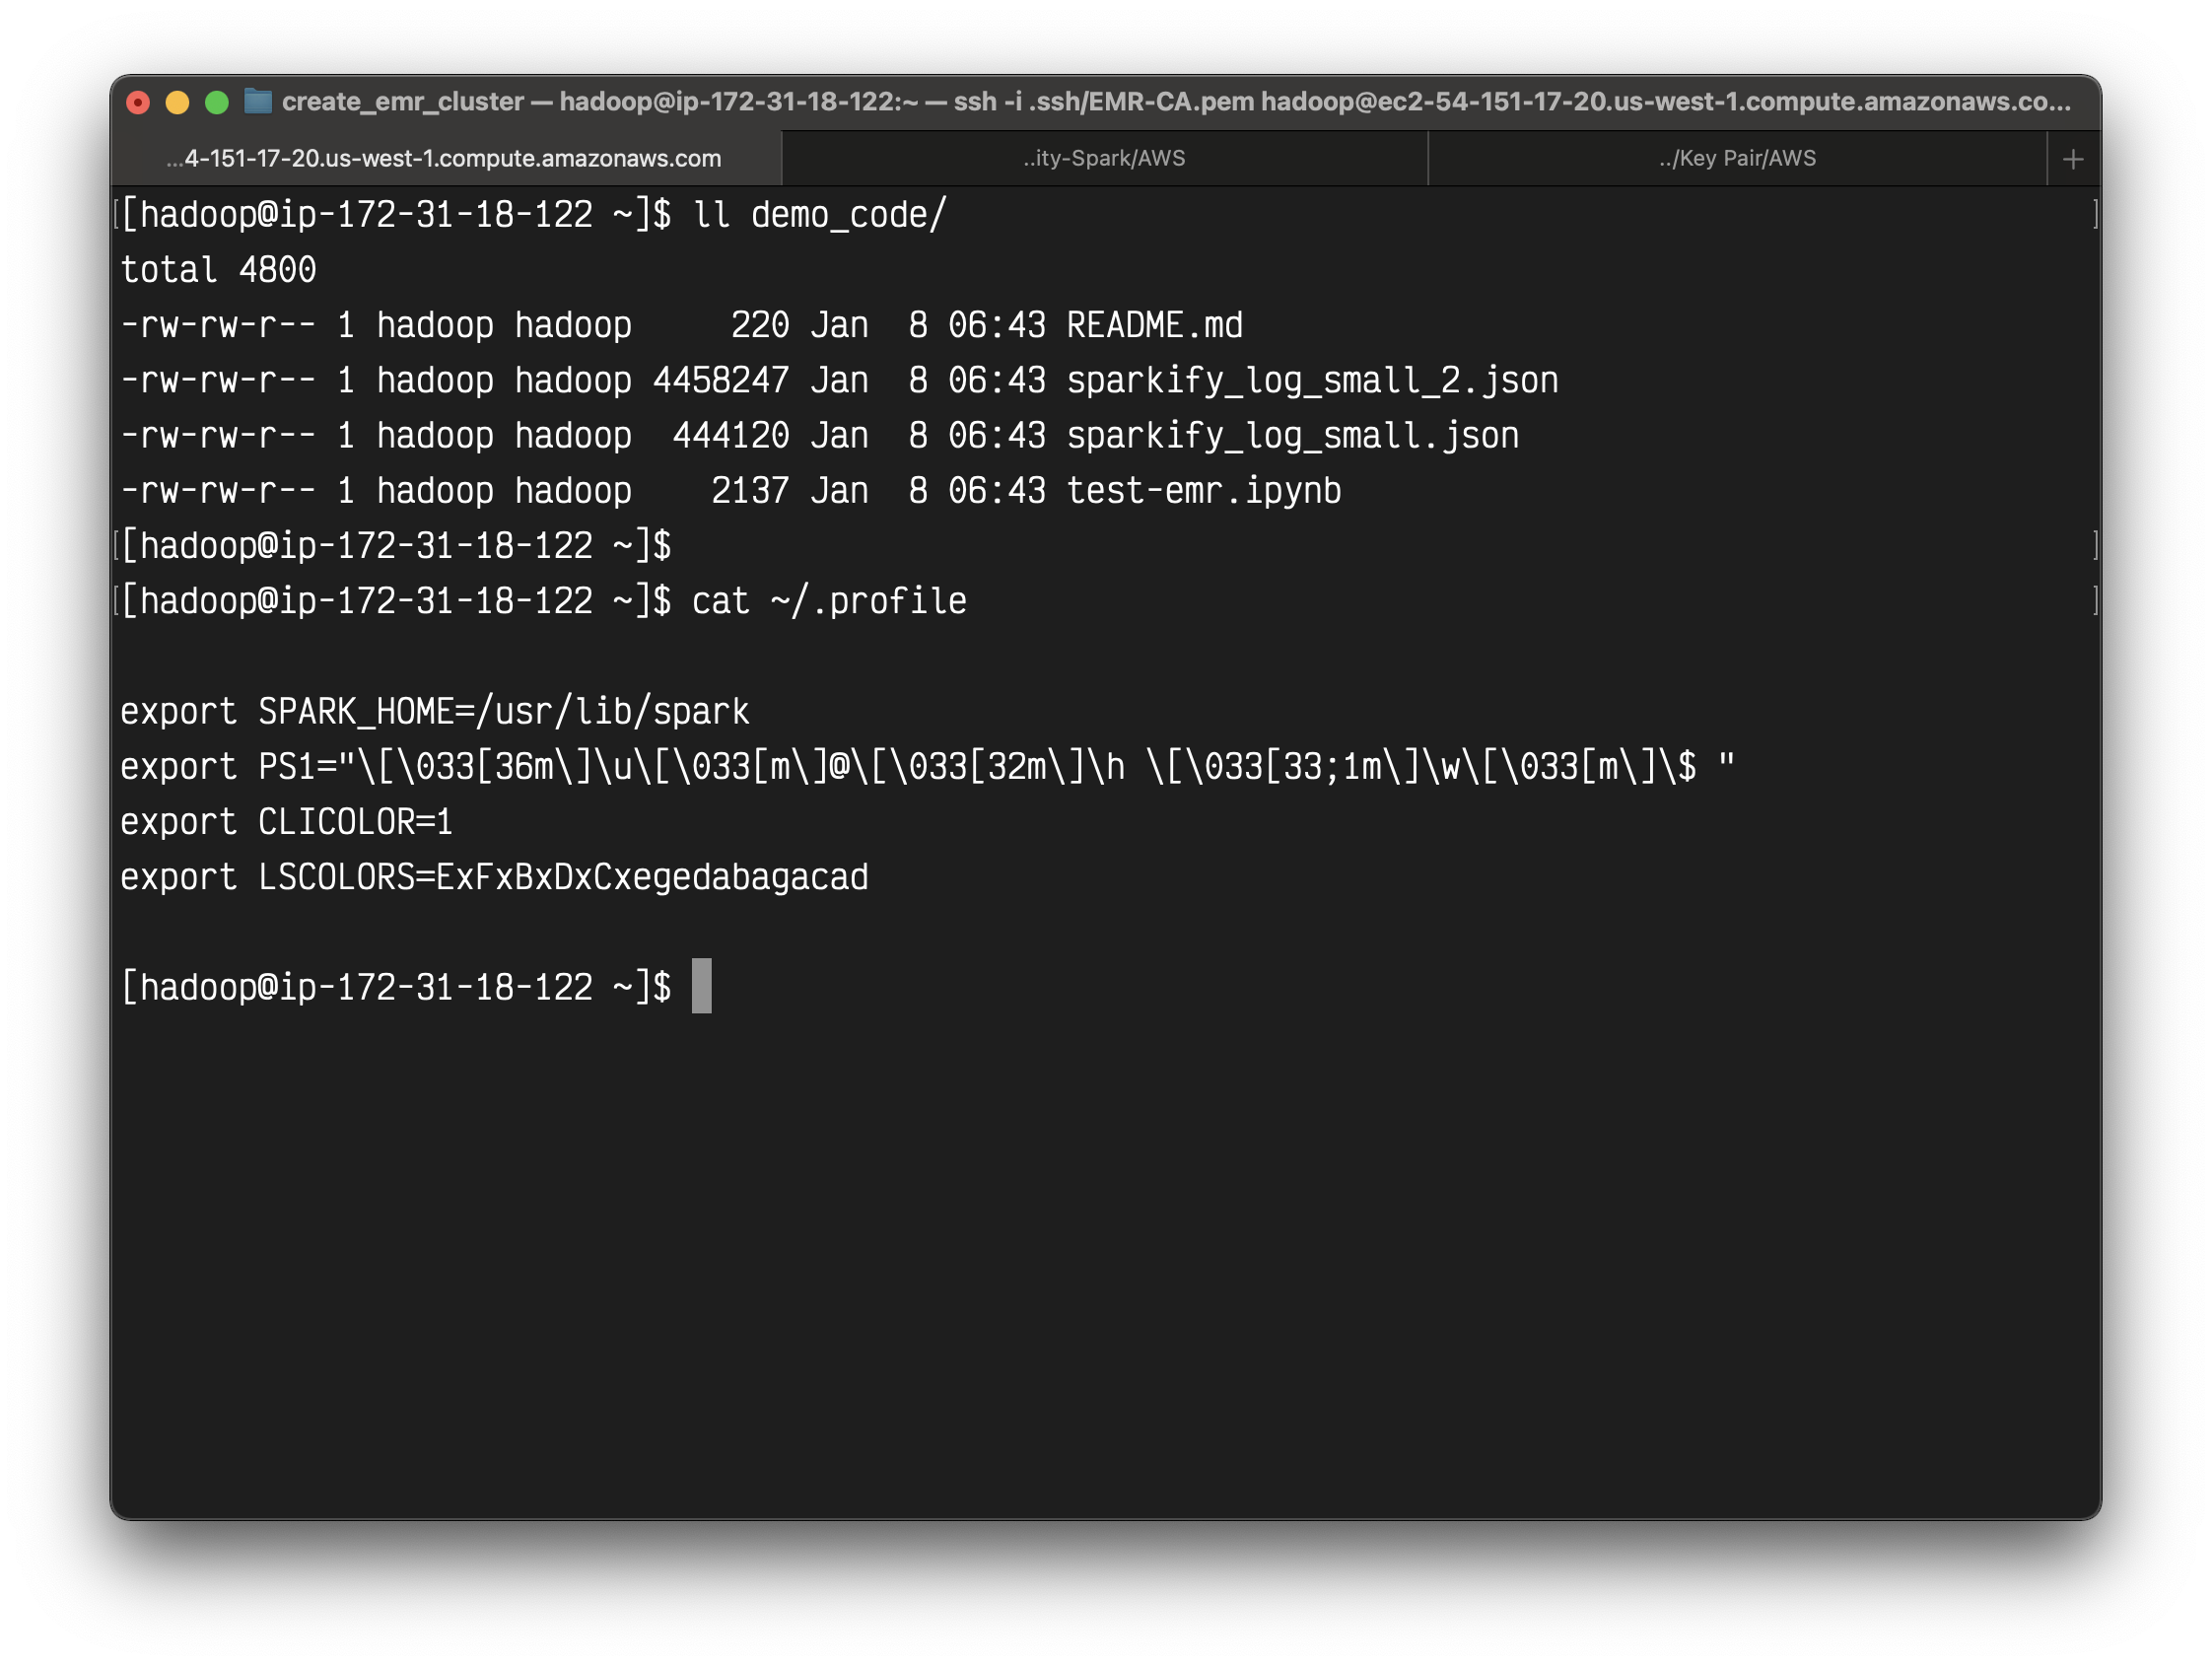 create_emr_cluster — hadoop@ip-172-31-18-122:~ — ssh -i .ssh/EMR-CA.pem hadoop@ec2-54-151-17-20.us-west-1.compute.amazonaws.co...
...4-151-17-20.us-west-1.compute.amazonaws.com ..ity-Spark/AWS ../Key Pair/AWS +
[[hadoop@ip-172-31-18-122 ~]$ ll demo_code/ ]
total 4800
-rw-rw-r-- 1 hadoop hadoop     220 Jan  8 06:43 README.md
-rw-rw-r-- 1 hadoop hadoop 4458247 Jan  8 06:43 sparkify_log_small_2.json
-rw-rw-r-- 1 hadoop hadoop  444120 Jan  8 06:43 sparkify_log_small.json
-rw-rw-r-- 1 hadoop hadoop    2137 Jan  8 06:43 test-emr.ipynb
[[hadoop@ip-172-31-18-122 ~]$ ]
[[hadoop@ip-172-31-18-122 ~]$ cat ~/.profile ]
export SPARK_HOME=/usr/lib/spark
export PS1="\[\033[36m\]\u\[\033[m\]@\[\033[32m\]\h \[\033[33;1m\]\w\[\033[m\]\$ "
export CLICOLOR=1
export LSCOLORS=ExFxBxDxCxegedabagacad
[hadoop@ip-172-31-18-122 ~]$